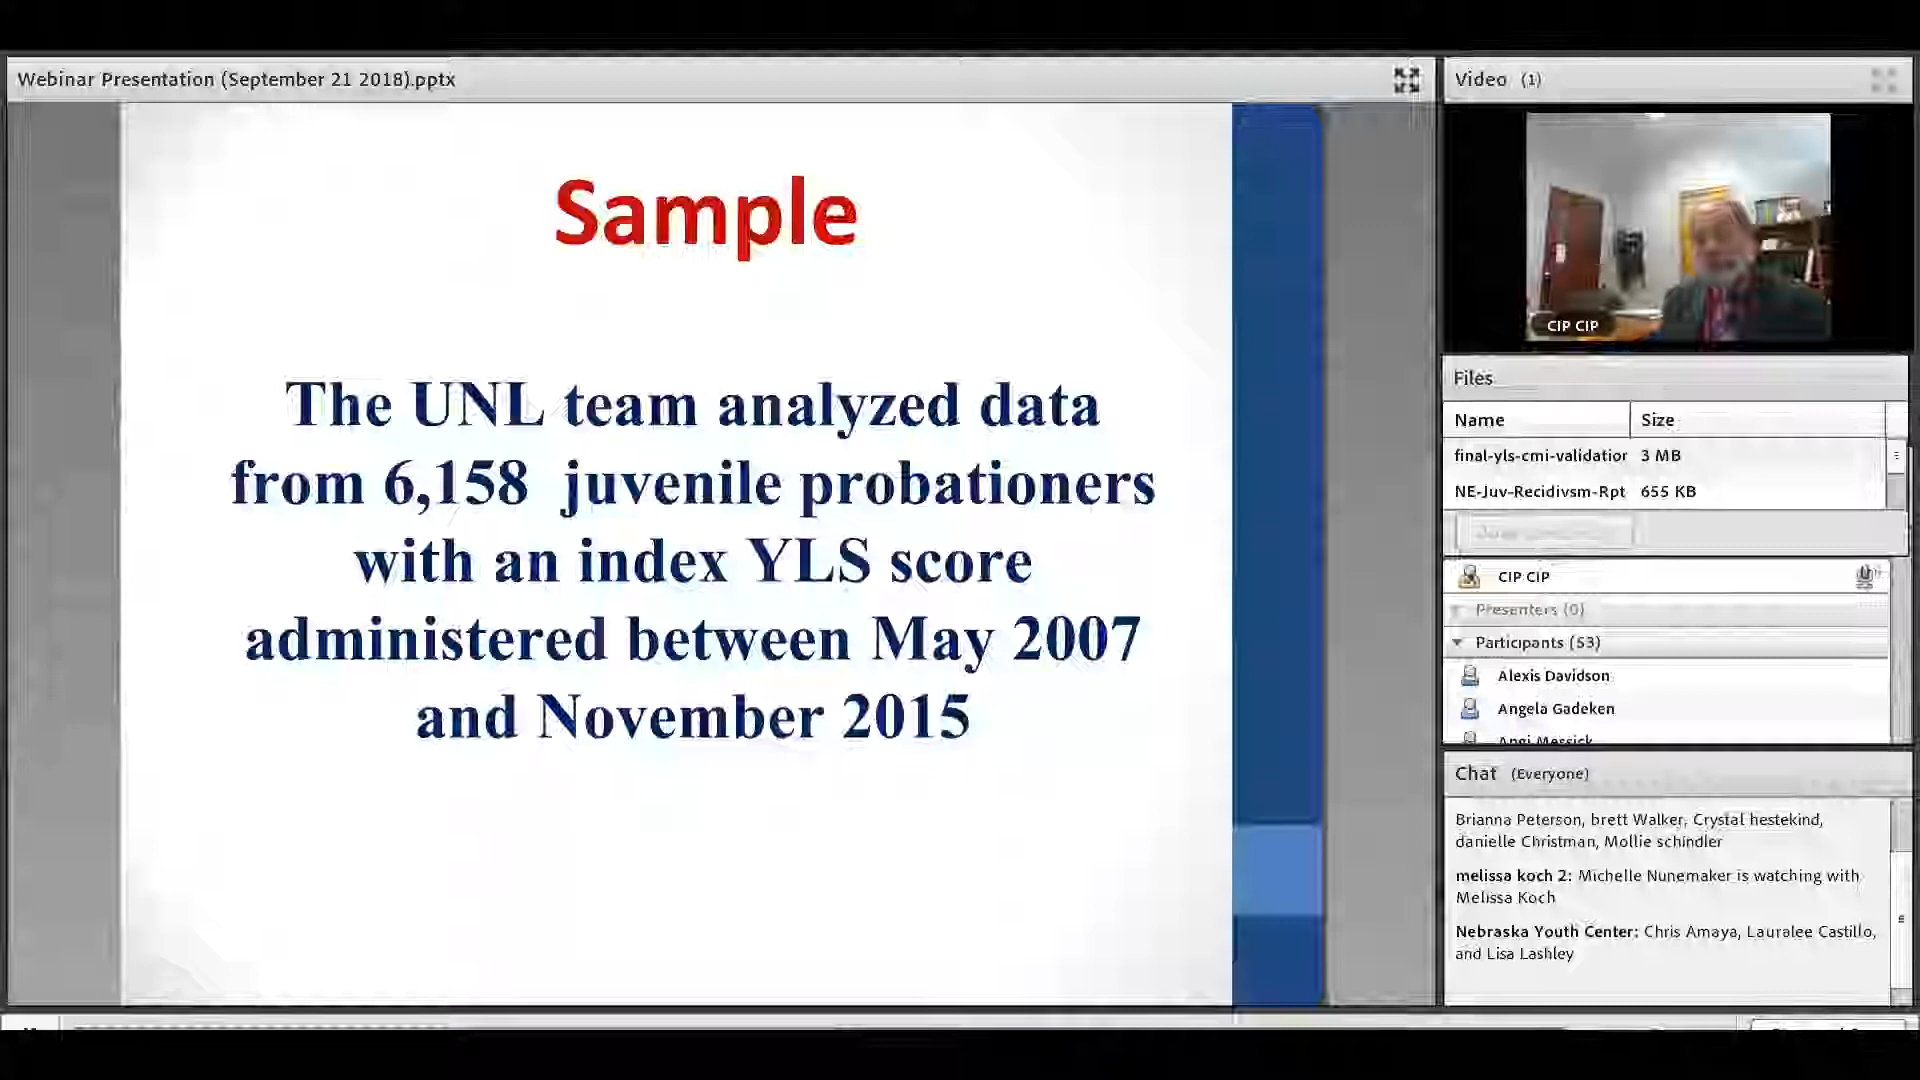 Webinar Presentation (September 21 2018).pptx
Sample
The UNL team analyzed data
from 6,158 juvenile probationers
with an index YLS score
administered between May 2007
and November 2015
Video (1)
CIP CIP
Files
Name Size
final-yls-cmi-validation 3 MB
NE-Juv-Recidivsm-Rpt 655 KB
CIP CIP
Presenters (0)
Participants (53)
Alexis Davidson
Angela Gadeken
Angi Messick
Chat (Everyone)
Brianna Peterson, brett Walker, Crystal hestekind,
danielle Christman, Mollie schindler
melissa koch 2: Michelle Nunemaker is watching with
Melissa Koch
Nebraska Youth Center: Chris Amaya, Lauralee Castillo,
and Lisa Lashley